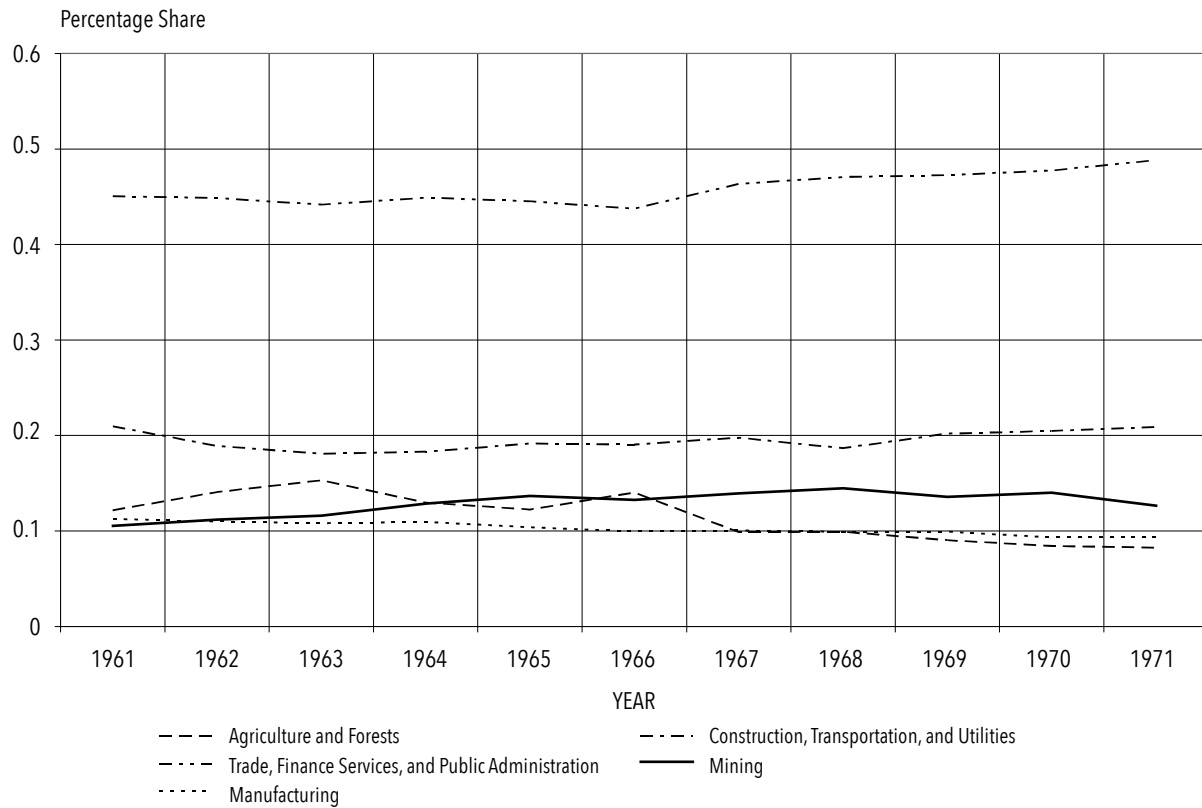 Percentage Share
0.6
0.5
0.4
0.3
0.2
0.1
0
1961 1962 1963 1964 1965 1966 1967 1968 1969 1970 1971
YEAR
Agriculture and Forests
Construction, Transportation, and Utilities
Trade, Finance Services, and Public Administration
Mining
Manufacturing